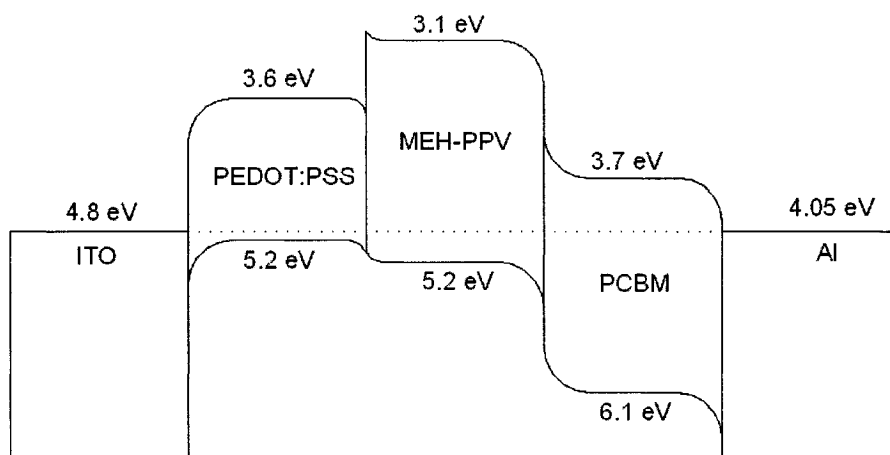 3.1 eV
3.6 eV
MEH-PPV
PEDOT:PSS
3.7 eV
4.8 eV
4.05 eV
ITO
5.2 eV
5.2 eV
PCBM
Al
6.1 eV